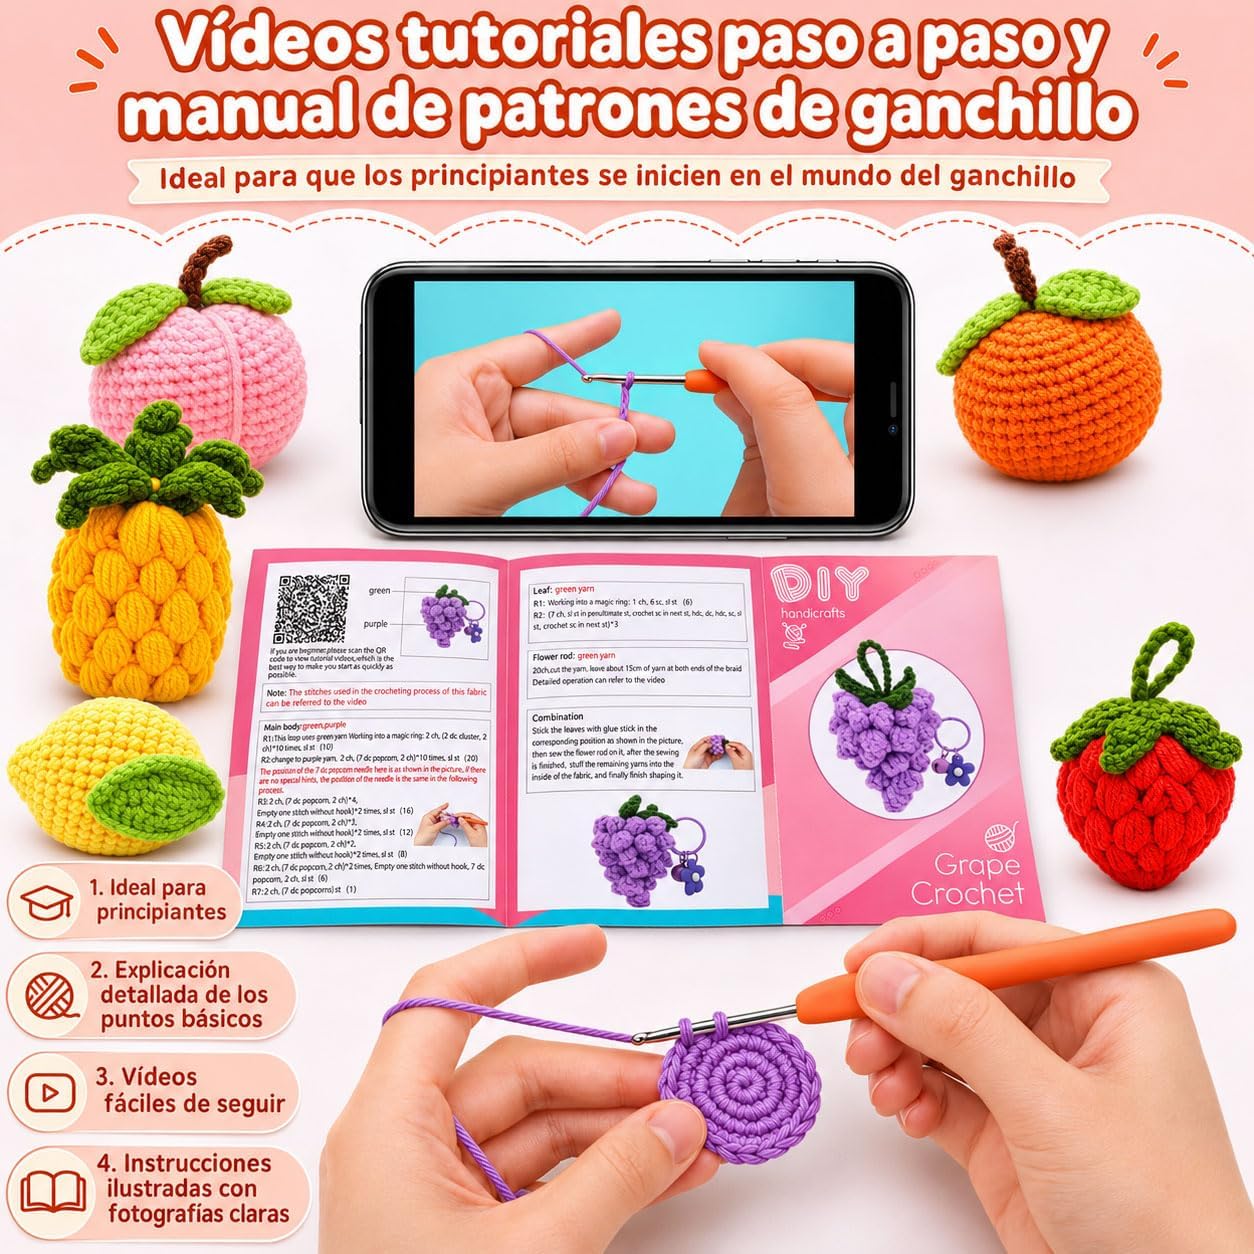 Vídeos tutoriales paso a paso y
manual de patrones de ganchillo
Ideal para que los principiantes se inicien en el mundo del ganchillo
green
purple
If you are beginner,please scan the QR
code to view tutorial video,which is the
best way to make you start as quickly as
possible.
Note: The stitches used in the crocheting process of this fabric
can be referred to the video
Main body:green,purple
R1:This loop uses green yarn Working into a magic ring: 2 ch, (2 dc cluster, 2
ch)*10 times, sl st (10)
R2:change to purple yarn, 2 ch, (7 dc popcorn, 2 ch)*10 times, sl st (20)
The position of the 7 dc popcorn needle here is as shown in the picture, if there
are no special hints, the position of the needle is the same in the following
process.
R3: 2 ch, (7 dc popcorn, 2 ch)*4,
Empty one stitch without hook)*2 times, sl st (16)
R4: 2 ch, (7 dc popcorn, 2 ch)*3,
Empty one stitch without hook)*2 times, sl st (12)
R5: 2 ch, (7 dc popcorn, 2 ch)*2,
Empty one stitch without hook)*2 times, sl st (8)
R6: 2 ch, (7 dc popcorn, 2 ch)*2 times, Empty one stitch without hook, 7 dc
popcorn, 2 ch, sl st (6)
R7: 2 ch, (7 dc popcorns) st (1)
Leaf: green yarn
R1: Working into a magic ring: 1 ch, 6 sc, sl st (6)
R2: (7 ch, sl st in penultimate st, crochet sc in next st, hdc, dc, hdc, sc, sl
st, crochet sc in next st)*3
Flower rod: green yarn
20ch,cut the yarn, leave about 15cm of yarn at both ends of the braid
Detailed operation can refer to the video
Combination
Stick the leaves with glue stick in the
corresponding position as shown in the picture,
then sew the flower rod on it, after the sewing
is finished, stuff the remaining yarns into the
inside of the fabric, and finally finish shaping it.
DIY
handicrafts
Grape
Crochet
1. Ideal para
principiantes
2. Explicación
detallada de los
puntos básicos
3. Vídeos
fáciles de seguir
4. Instrucciones
ilustradas con
fotografías claras